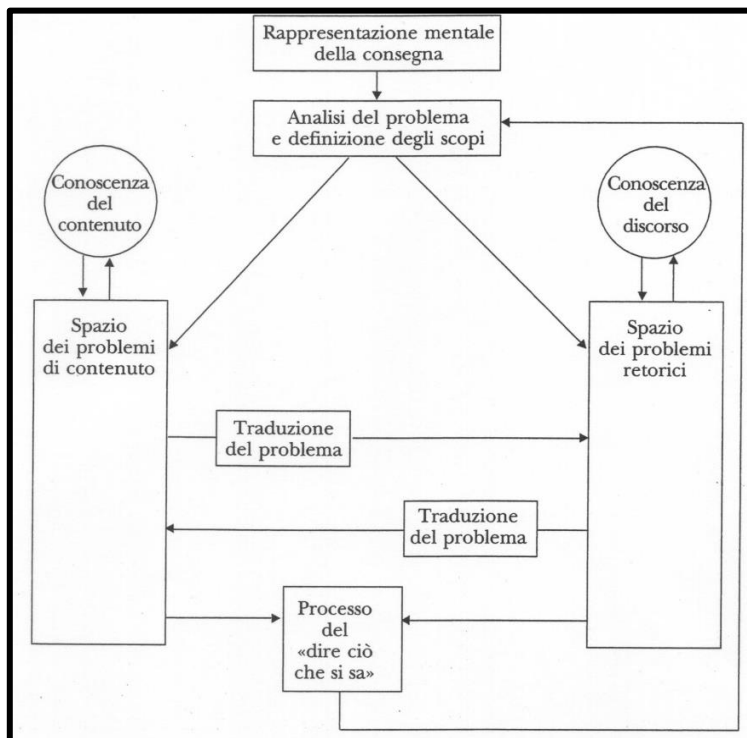 Rappresentazione mentale
della consegna
Analisi del problema
e definizione degli scopi
Conoscenza
del
contenuto
Conoscenza
del
discorso
Spazio
dei problemi
di contenuto
Spazio
dei problemi
retorici
Traduzione
del problema
Traduzione
del problema
Processo
del
«dire ciò
che si sa»